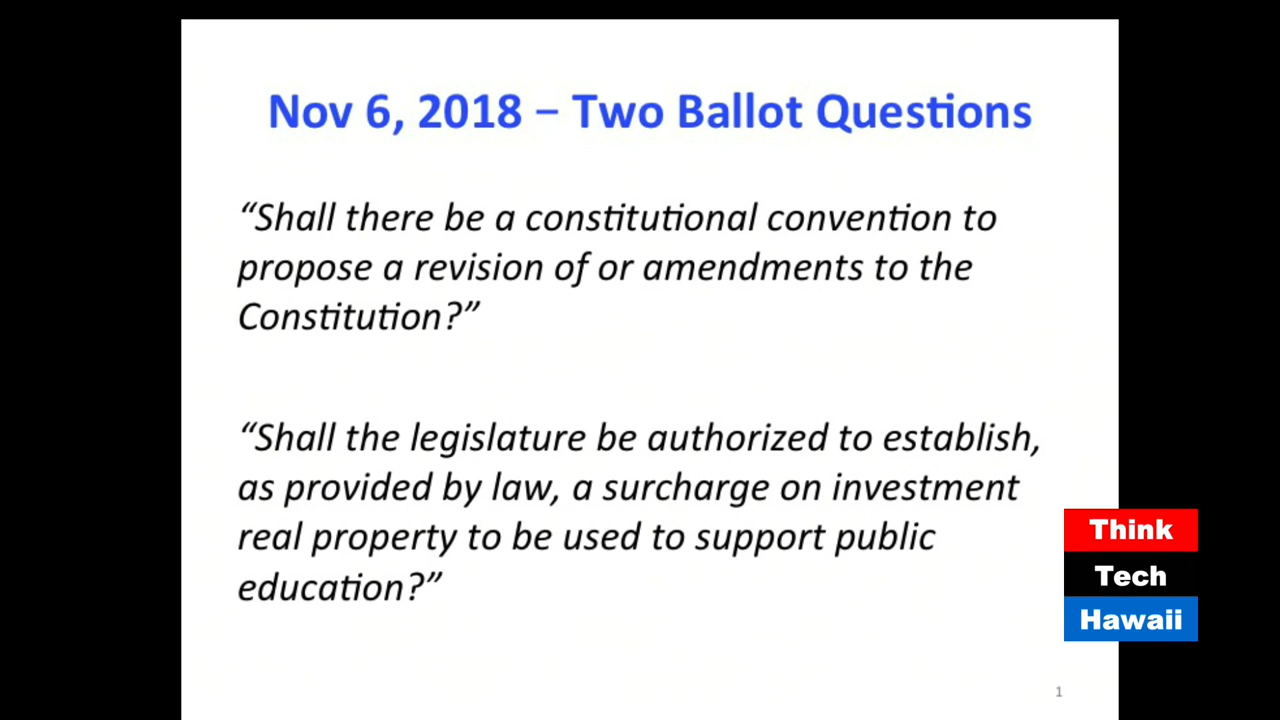 Nov 6, 2018 – Two Ballot Questions
“Shall there be a constitutional convention to
propose a revision of or amendments to the
Constitution?”
“Shall the legislature be authorized to establish,
as provided by law, a surcharge on investment
real property to be used to support public
education?”
Think
Tech
Hawaii
1